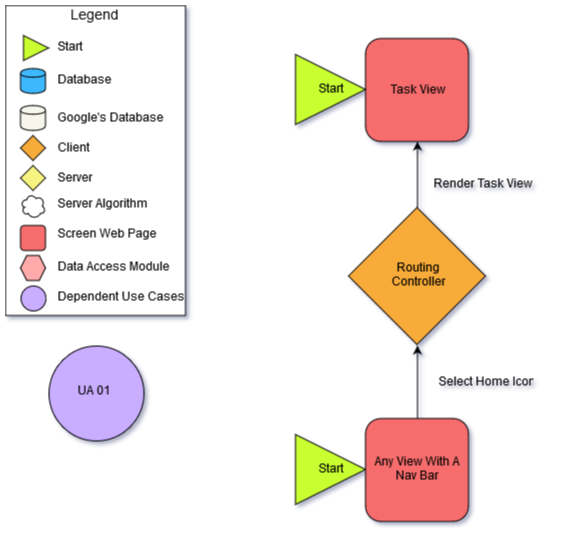 Legend
Start
Database
Google's Database
Client
Server
Server Algorithm
Screen Web Page
Data Access Module
Dependent Use Cases
UA 01
Start
Task View
Render Task View
Routing
Controller
Select Home Icon
Start
Any View With A
Nav Bar